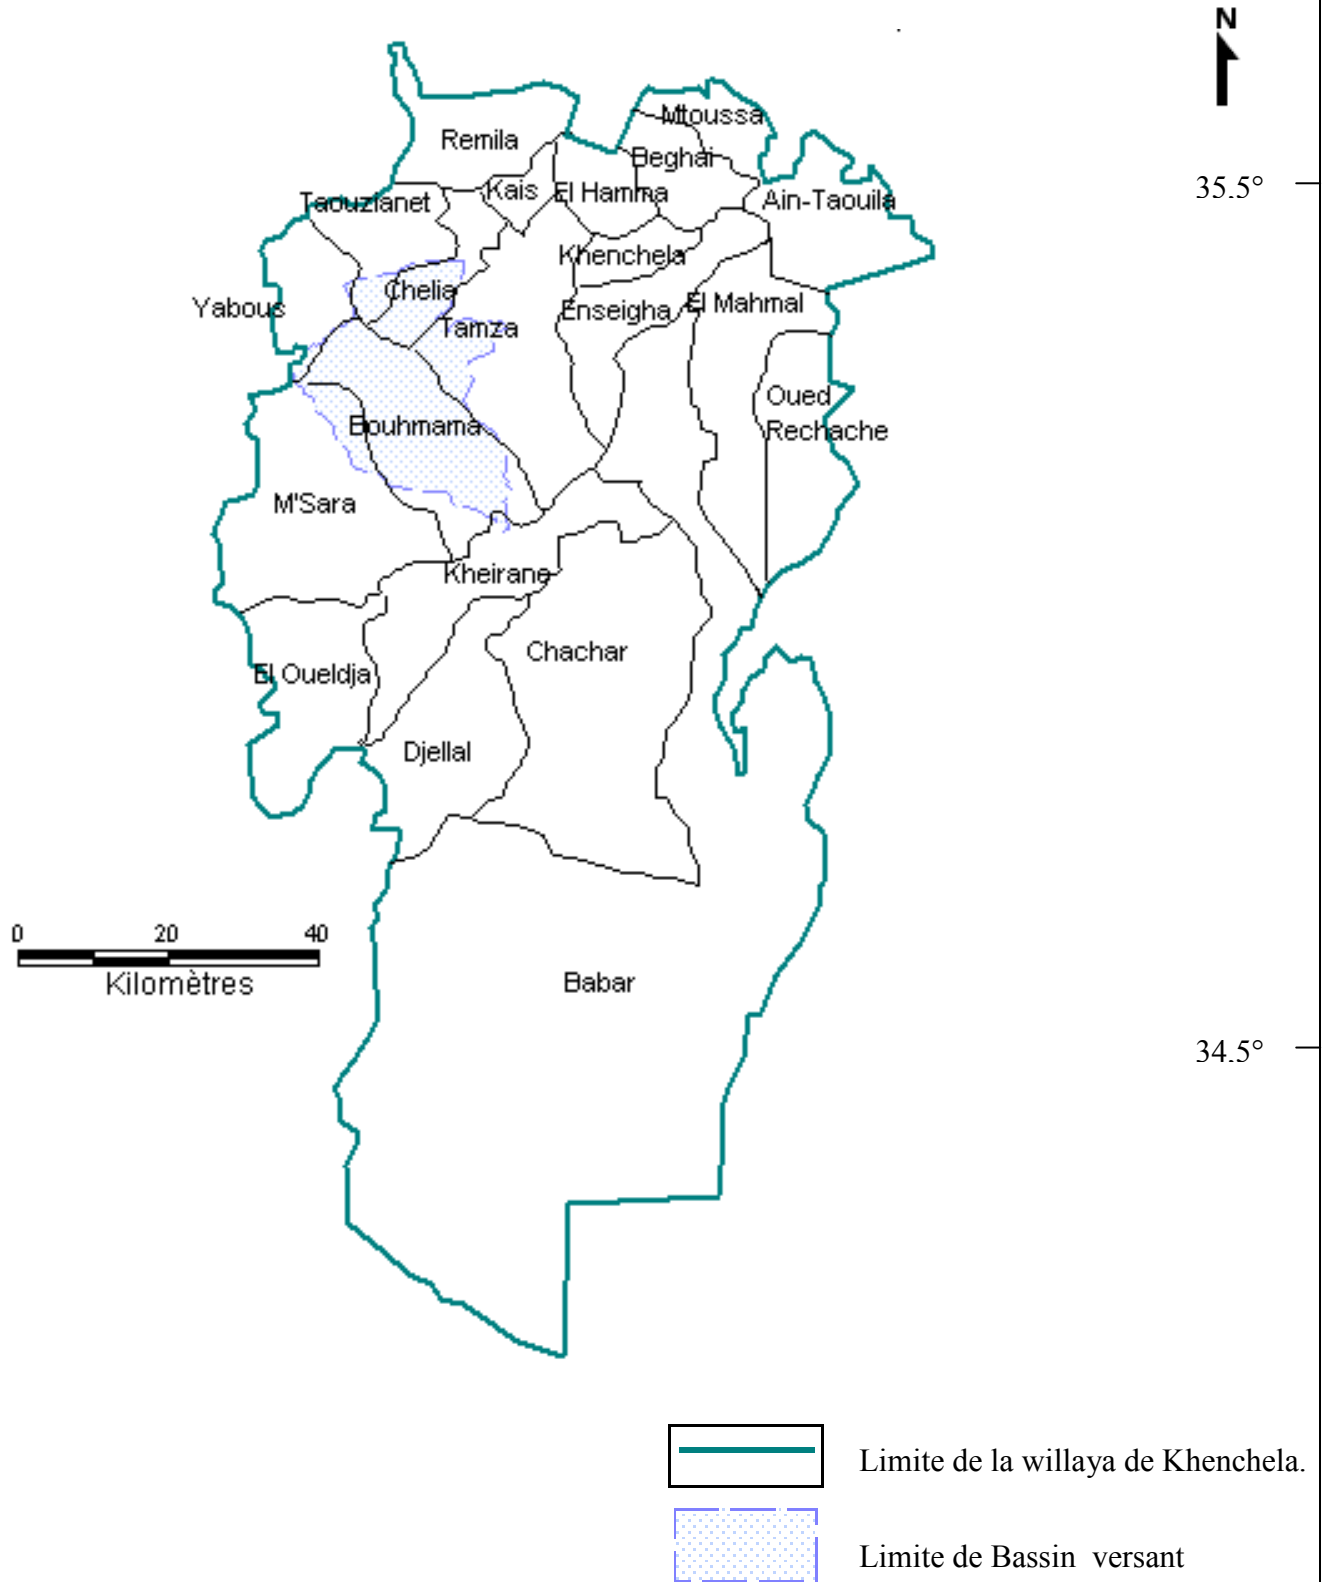 N
Mtoussa
Remila
Beghai
35.5°
Kais
El Hamma
Taouzianet
Ain-Taouila
Khenchela
Chelia
Yabous
Enseigha
El Mahmal
Tamza
Oued
Rechache
Bouhmama
M'Sara
Kheirane
Chachar
El Oueldja
Djellal
0 20 40
Kilomètres
Babar
34.5°
Limite de la willaya de Khenchela.
Limite de Bassin versant